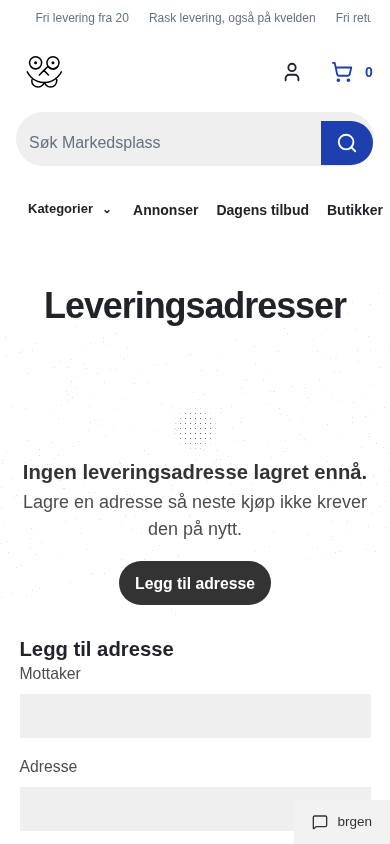 Fri levering fra 20 Rask levering, også på kvelden Fri retu
0
Søk Markedsplass
Kategorier Annonser Dagens tilbud Butikker
Leveringsadresser
Ingen leveringsadresse lagret ennå.
Lagre en adresse så neste kjøp ikke krever
den på nytt.
Legg til adresse
Legg til adresse
Mottaker
Adresse
brgen